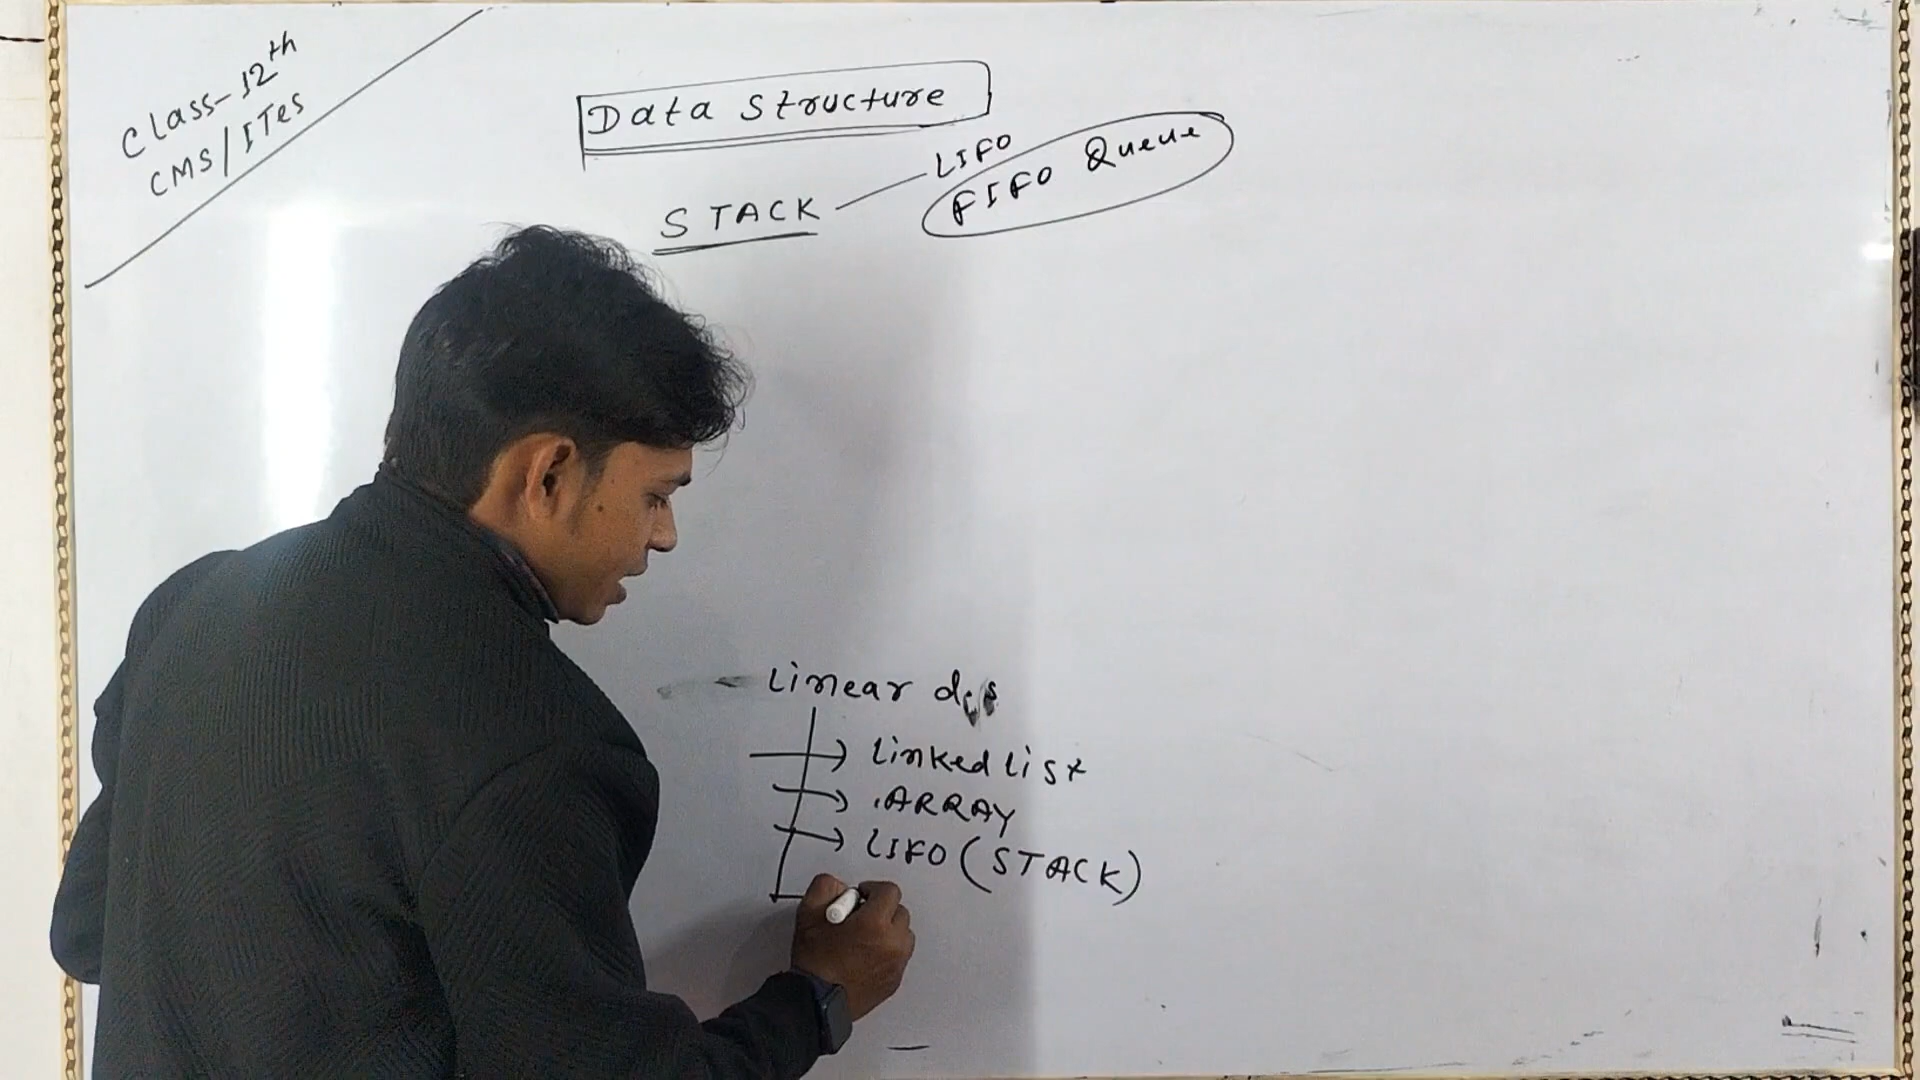 Class-12th
CMS/ITes
Data Structure
STACK
LIFO
FIFO Queue
Linear
Linked List
ARRAY
LIFO (STACK)